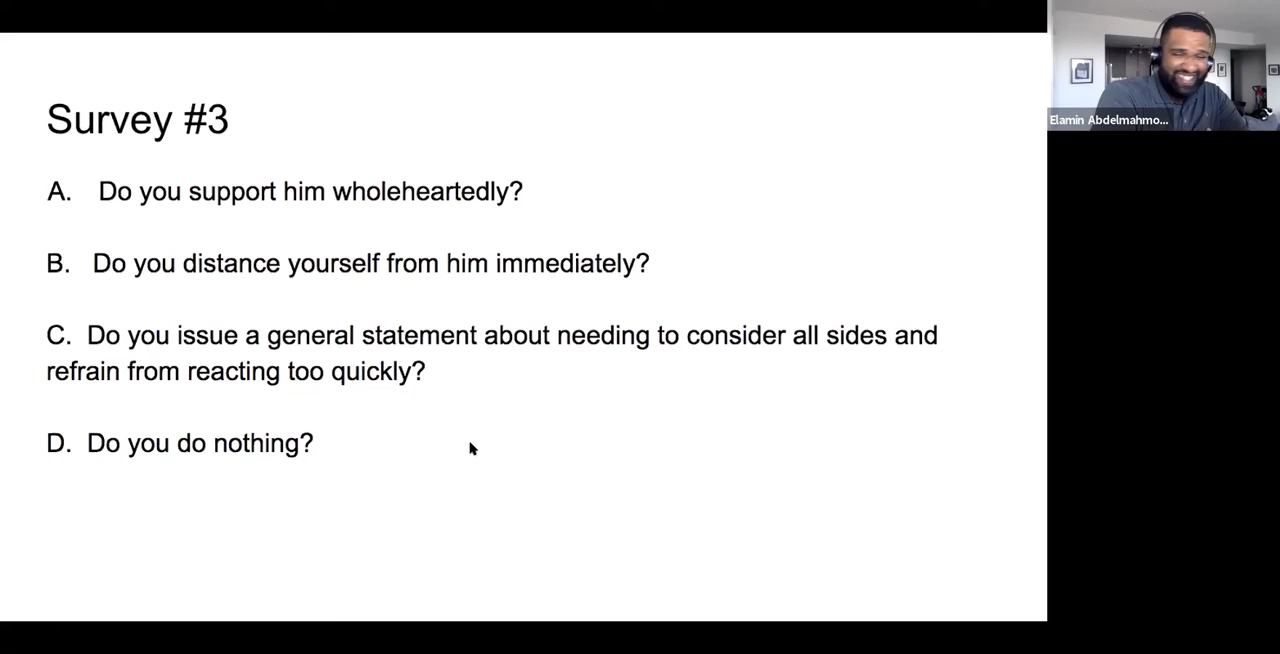 Survey #3
A. Do you support him wholeheartedly?
B. Do you distance yourself from him immediately?
C. Do you issue a general statement about needing to consider all sides and
refrain from reacting too quickly?
D. Do you do nothing?
Elamin Abdelmahmo...